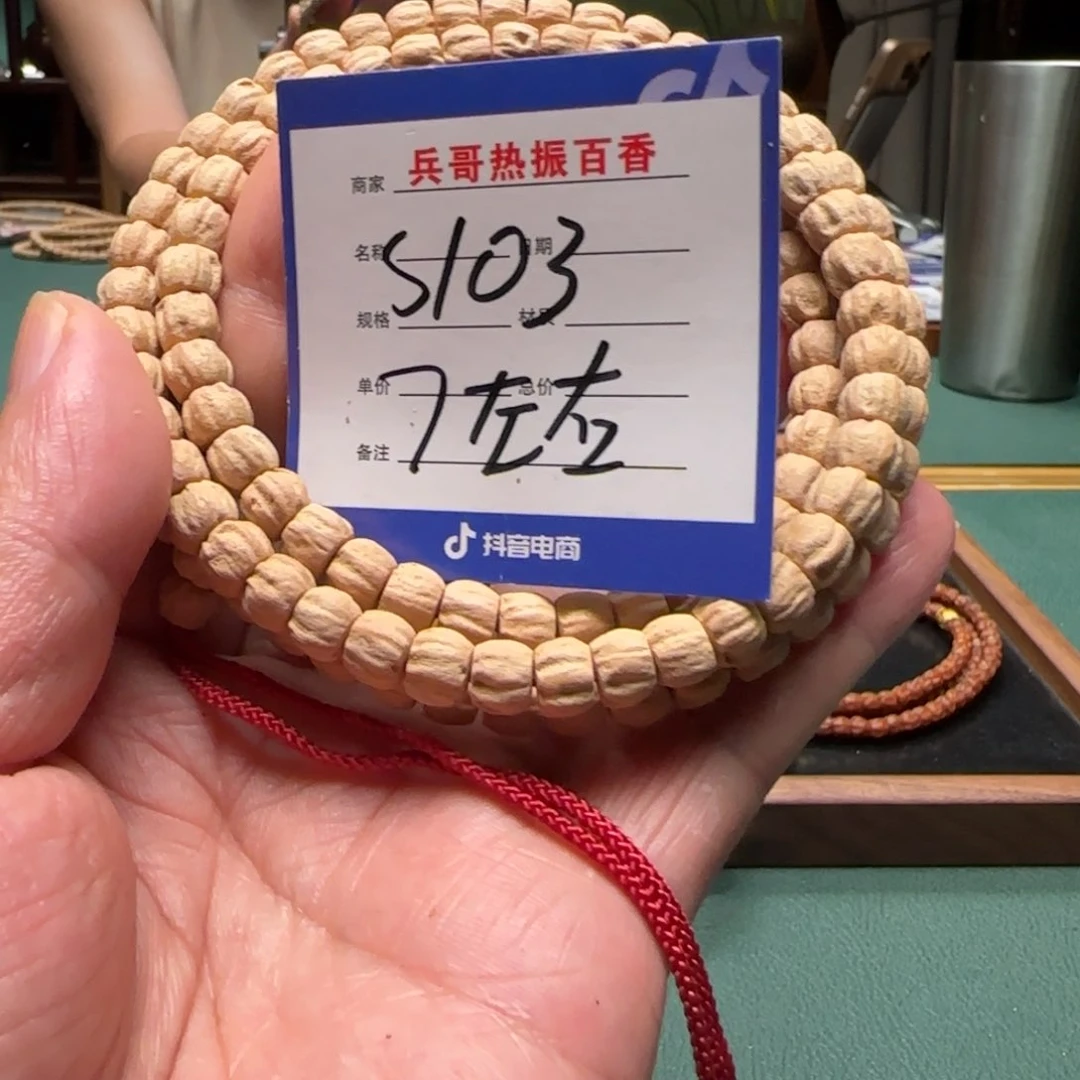 商家 兵哥热振百香
名称 S103 日期
规格 材质
单价 7左右 总价
备注
抖音电商